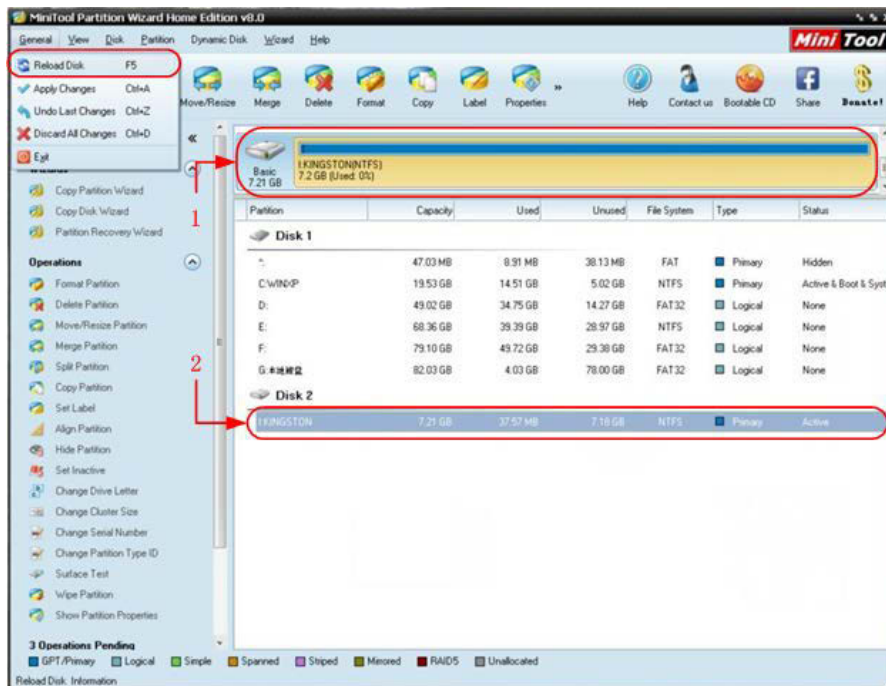 MiniTool Partition Wizard Home Edition v8.0
General View Disk Partition Dynamic Disk Wizard Help
Mini Tool
Reload Disk F5
Apply Changes Ctrl+A
Undo Last Changes Ctrl+Z
Discard All Changes Ctrl+D
Exit
Move/Resize Merge Delete Format Copy Label Properties » Help Contact us Bootable CD Share Donate!
«
Basic
7.21 GB
I:KINGSTON(NTFS)
7.2 GB (Used: 0%)
1
Copy Partition Wizard
Copy Disk Wizard
Partition Recovery Wizard
Operations
Format Partition
Delete Partition
Move/Resize Partition
Merge Partition
Split Partition
Copy Partition
Set Label
Align Partition
Hide Partition
Set Inactive
Change Drive Letter
Change Cluster Size
Change Serial Number
Change Partition Type ID
Surface Test
Wipe Partition
Show Partition Properties
3 Operations Pending
2
Partition Capacity Used Unused File System Type Status
Disk 1
*: 47.03 MB 8.91 MB 38.13 MB FAT Primary Hidden
C:WINXP 19.53 GB 14.51 GB 5.02 GB NTFS Primary Active & Boot & Syst
D: 49.02 GB 34.75 GB 14.27 GB FAT32 Logical None
E: 68.36 GB 39.39 GB 28.97 GB NTFS Logical None
F: 79.10 GB 49.72 GB 29.38 GB FAT32 Logical None
G: 82.03 GB 4.03 GB 78.00 GB FAT32 Logical None
Disk 2
I:KINGSTON 7.21 GB 37.57 MB 7.18 GB NTFS Primary Active
GPT/Primary Logical Simple Spanned Striped Mirrored RAID5 Unallocated
Reload Disk Information